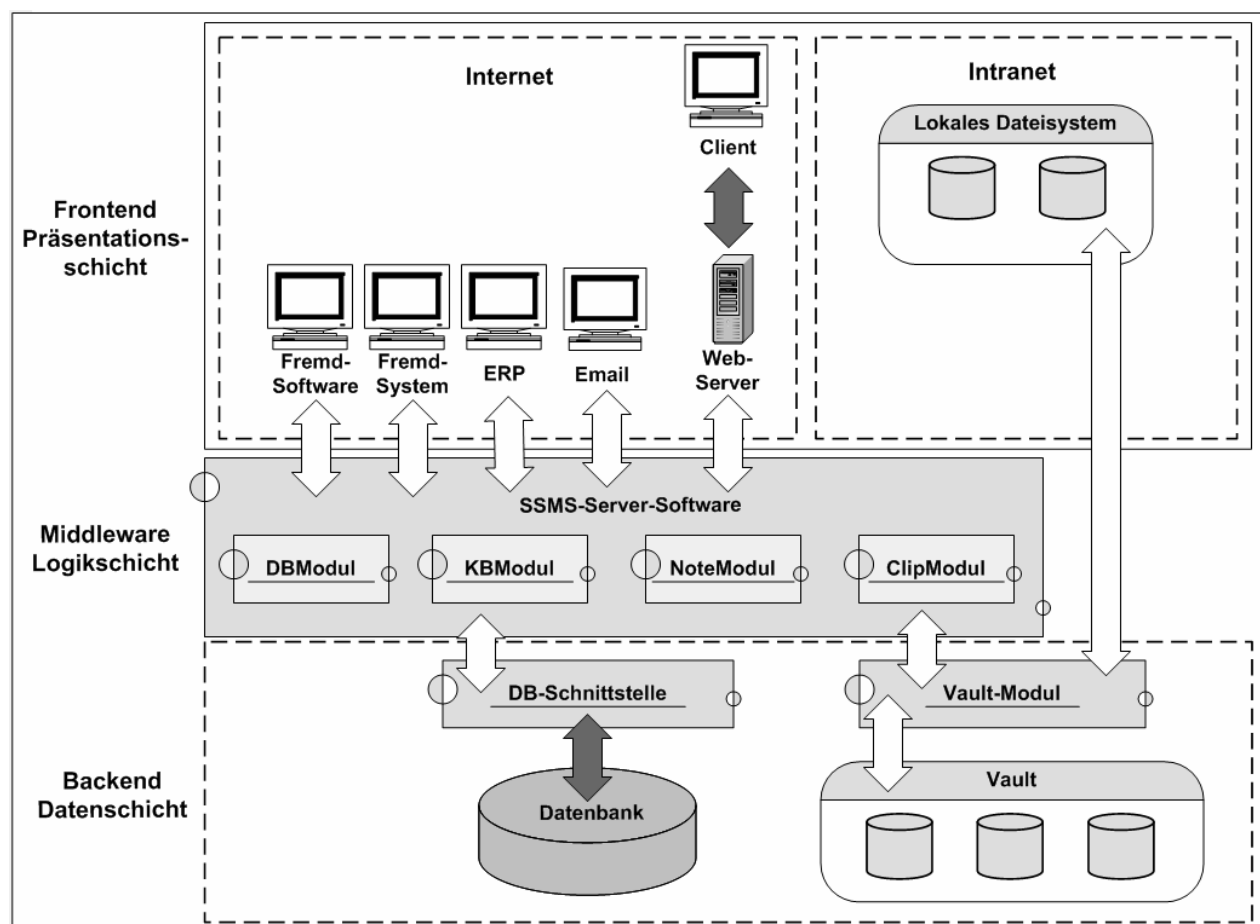 Internet
Intranet
Client
Lokales Dateisystem
Frontend
Präsentations-
schicht
Fremd-
Software
Fremd-
System
ERP
Email
Web-
Server
SSMS-Server-Software
Middleware
Logikschicht
DBModul
KBModul
NoteModul
ClipModul
DB-Schnittstelle
Vault-Modul
Backend
Datenschicht
Datenbank
Vault